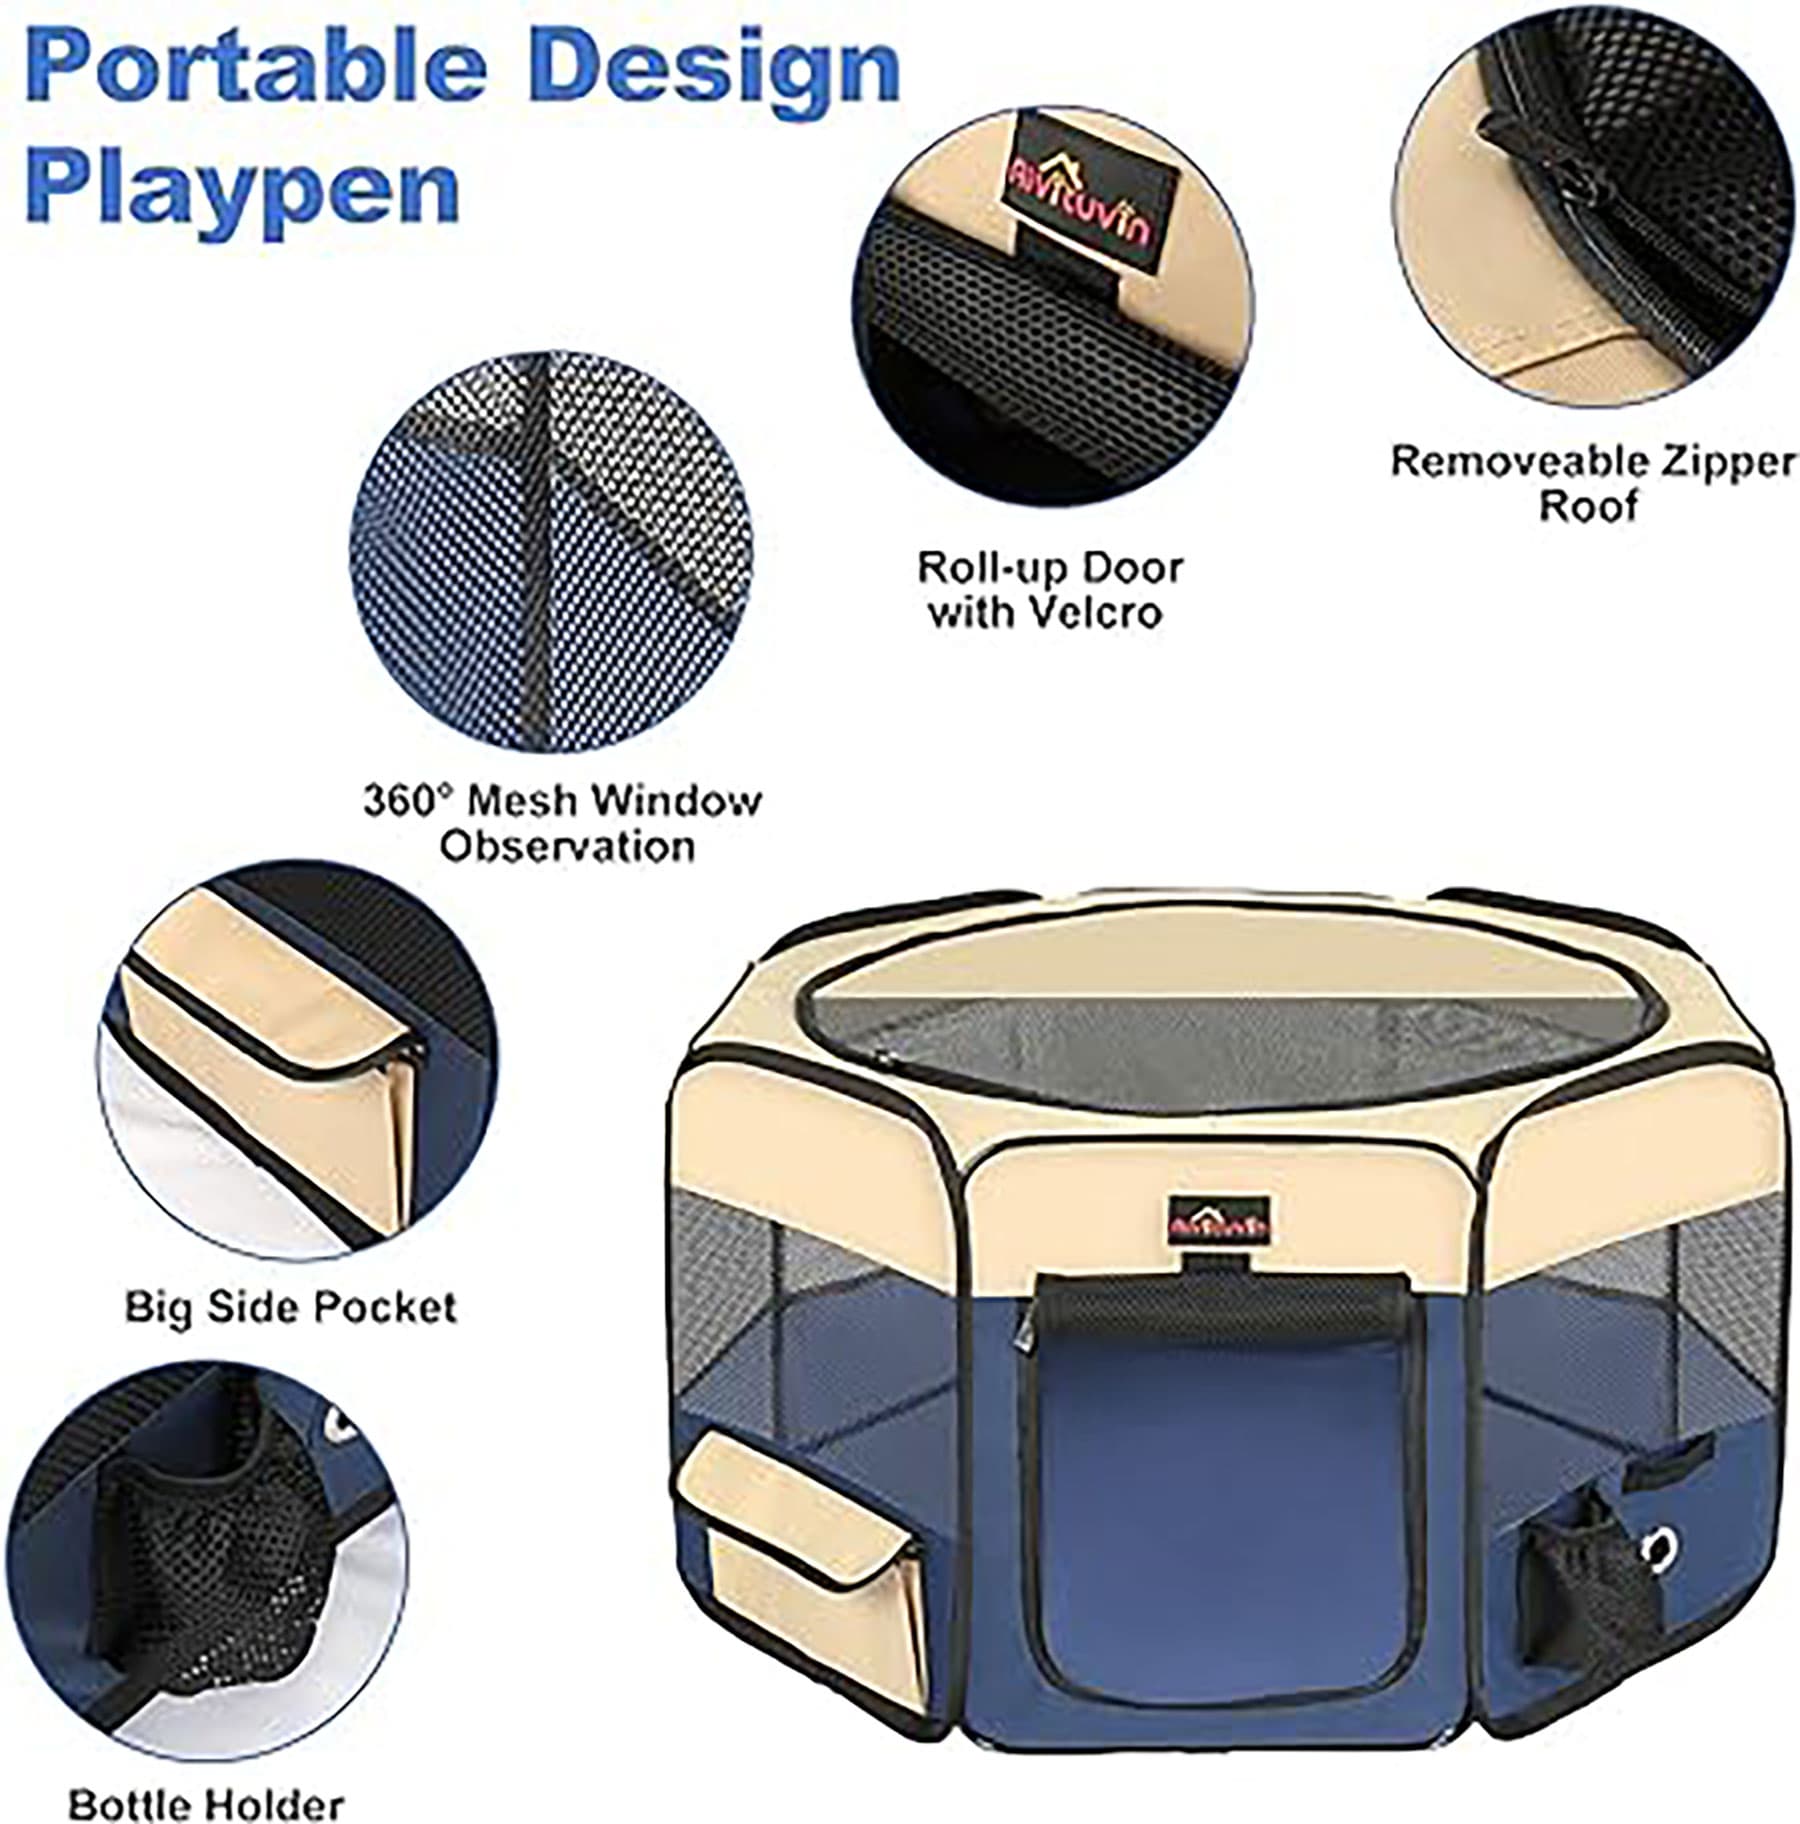 Portable Design
Playpen
Aivituvin
Removeable Zipper
Roof
Roll-up Door
with Velcro
360° Mesh Window
Observation
Big Side Pocket
Aivituvin
Bottle Holder